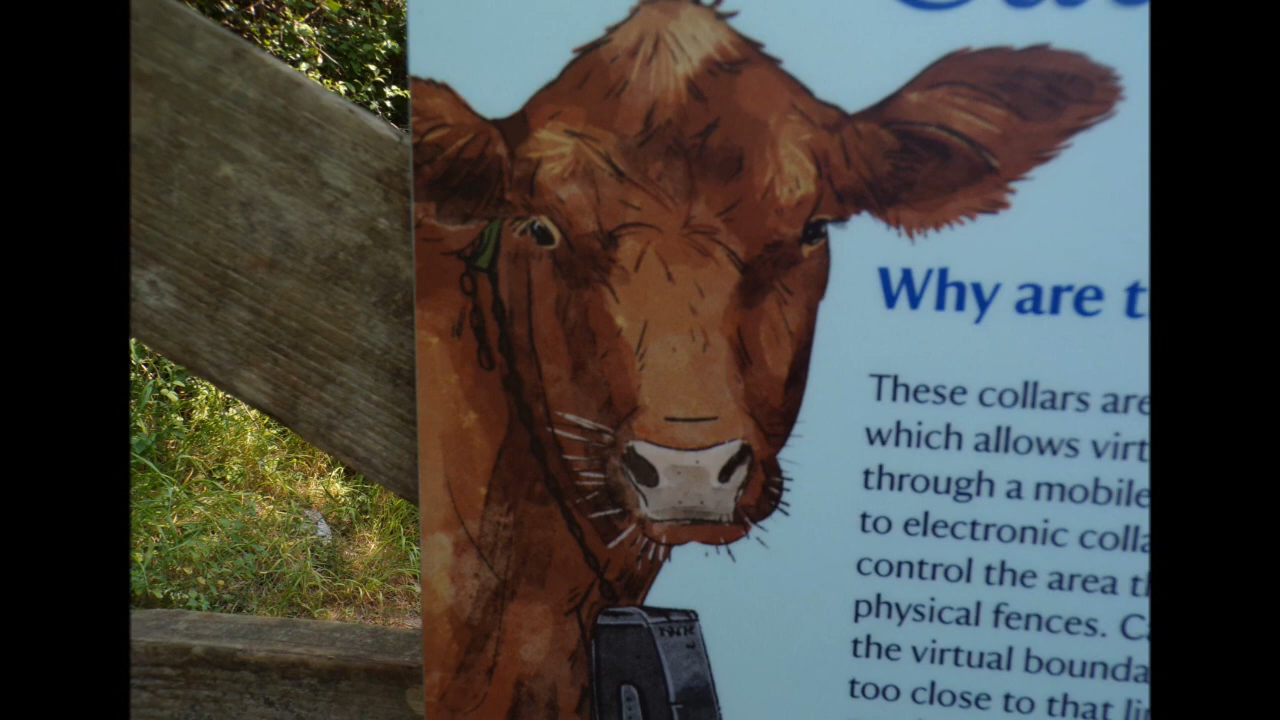 Why are t
These collars are
which allows virt
through a mobile
to electronic colla
control the area th
physical fences. Ca
the virtual bounda
too close to that li